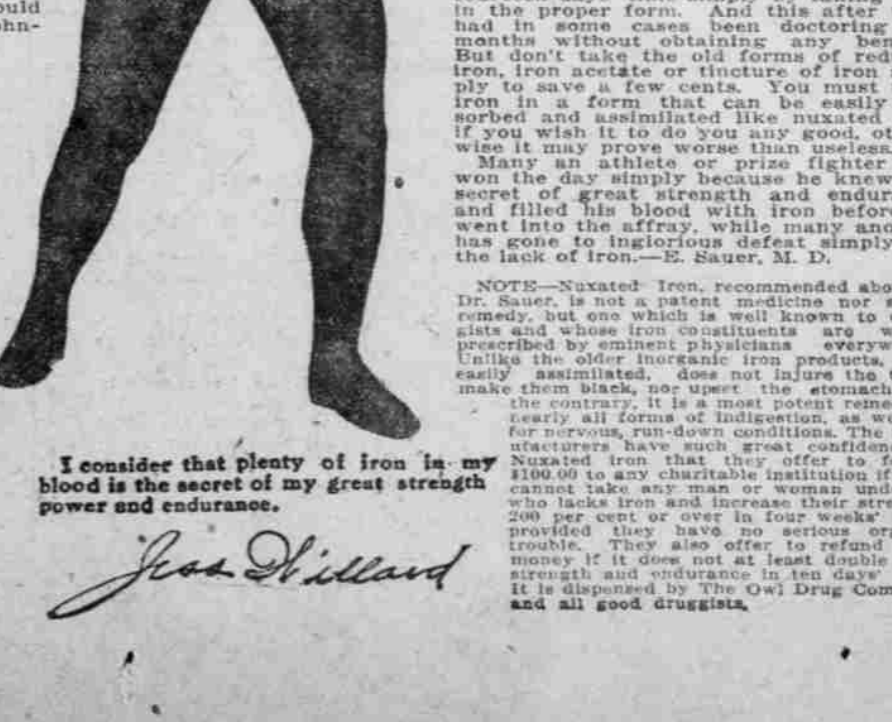 ould
ohn-
in the proper form. And this after
had in some cases been doctoring
months without obtaining any ben
But don't take the old forms of red
iron, iron acetate or tincture of iron
ply to save a few cents. You must
iron in a form that can be easily
sorbed and assimilated like nuxated
if you wish it to do you any good, o
wise it may prove worse than useless.
Many an athlete or prize fighter
won the day simply because he knew
secret of great strength and endur
and filled his blood with iron before
went into the affray, while many ano
has gone to inglorious defeat simply
the lack of iron.—E. Sauer, M. D.
NOTE—Nuxated Iron, recommended abo
Dr. Sauer, is not a patent medicine nor
remedy, but one which is well known to
gists and whose iron constituents are w
prescribed by eminent physicians everyw
Unlike the older inorganic iron products,
easily assimilated, does not injure the
make them black, nor upset the stomach
the contrary, it is a most potent reme
nearly all forms of indigestion, as we
for nervous, run-down conditions. The
ufacturers have such great confidenc
Nuxated Iron that they offer to f
$100.00 to any charitable institution if
cannot take any man or woman und
who lacks iron and increase their stre
200 per cent or over in four weeks'
provided they have no serious or
trouble. They also offer to refund
money if it does not at least double
strength and endurance in ten days'
It is dispensed by The Owl Drug Com
and all good druggists.
I consider that plenty of iron in my
blood is the secret of my great strength
power and endurance.
Jess Willard